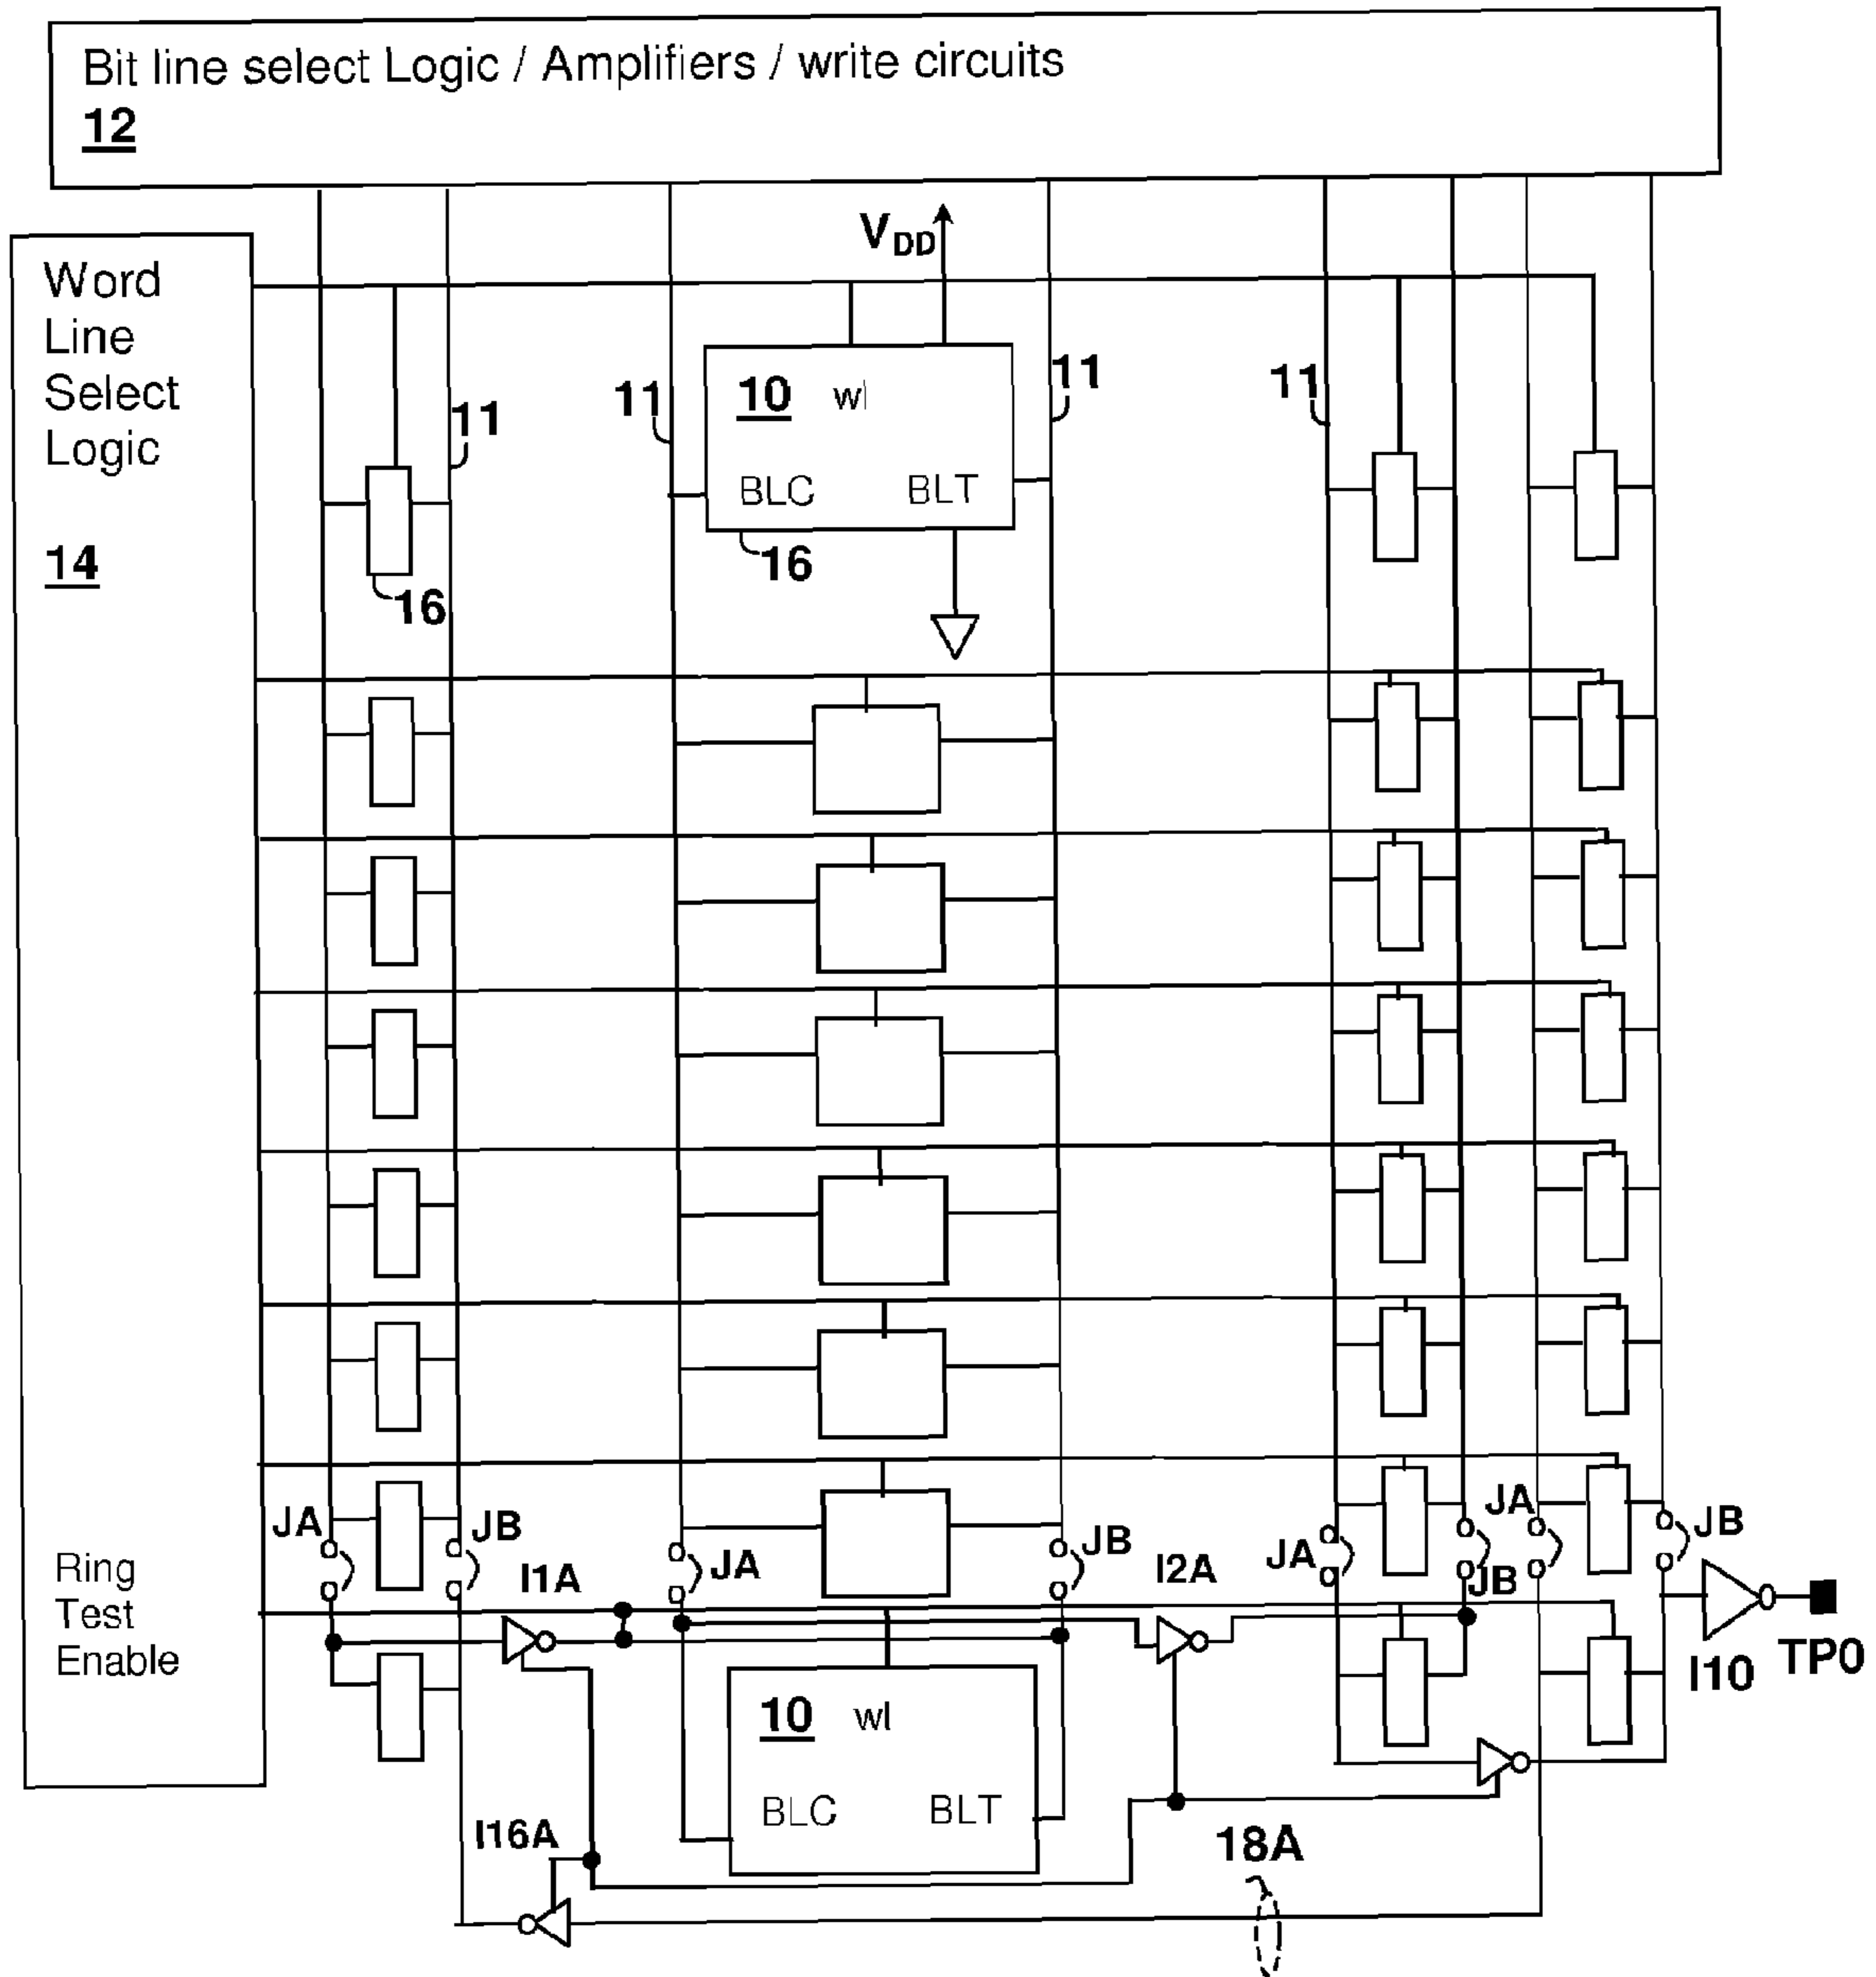 Bit line select Logic / Amplifiers / write circuits
12
Word
Line
Select
Logic
14
VDD
11
11
11
11
10 wl
BLC BLT
16
16
JA
JB
JA
JB
JA
JB
JA
JB
I1A
I2A
Ring
Test
Enable
I10
TP0
10 wl
BLC BLT
I16A
18A